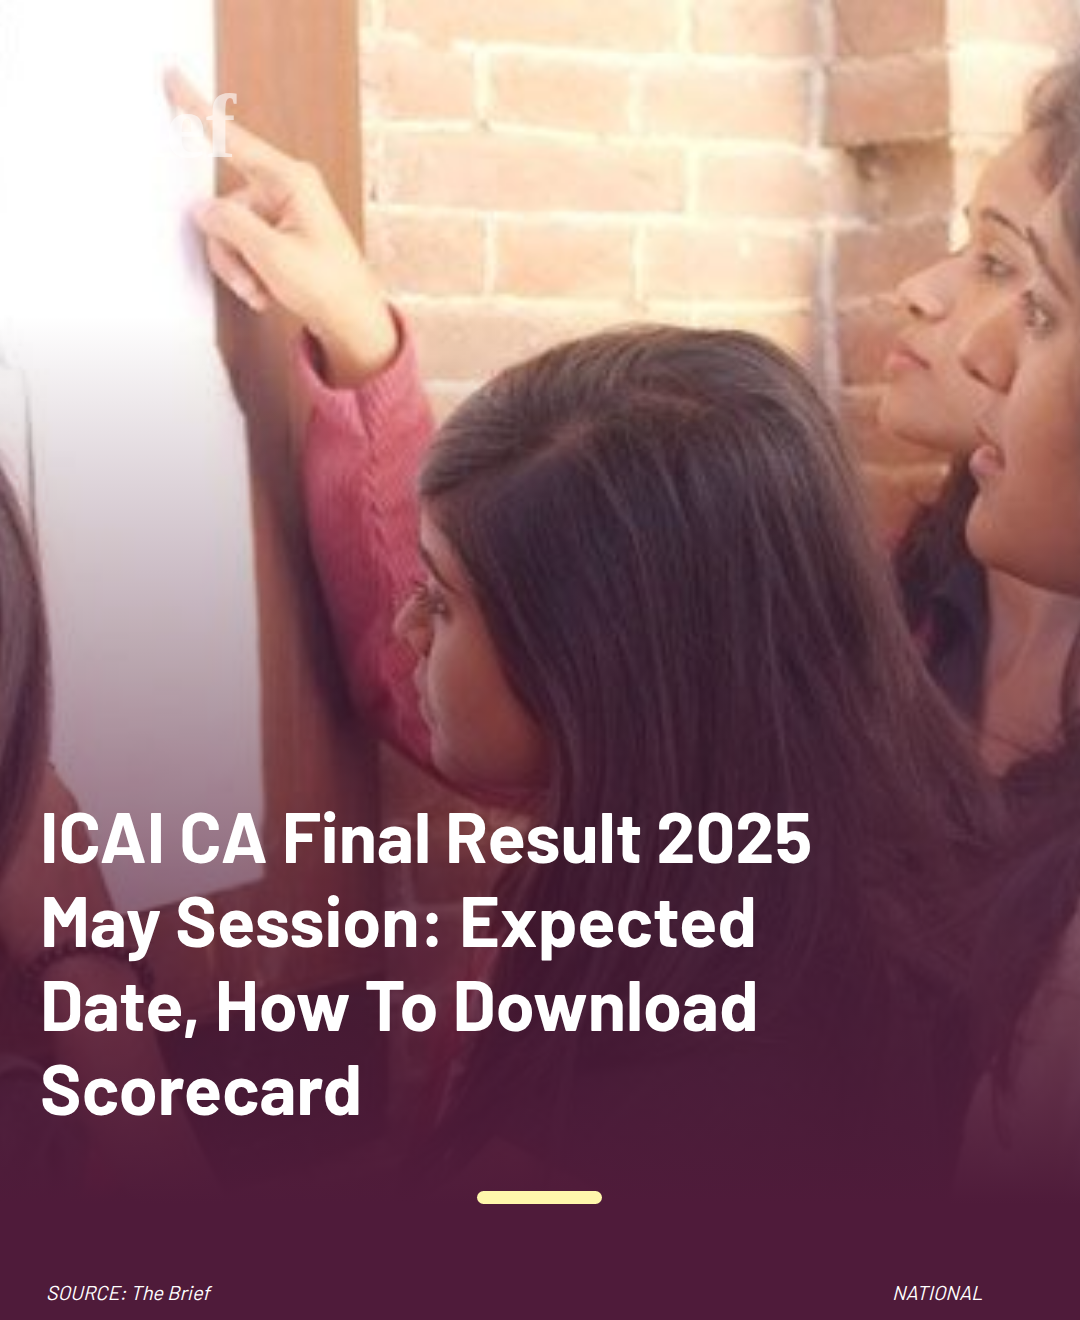 ICAI CA Final Result 2025
May Session: Expected
Date, How To Download
Scorecard
SOURCE: The Brief
NATIONAL